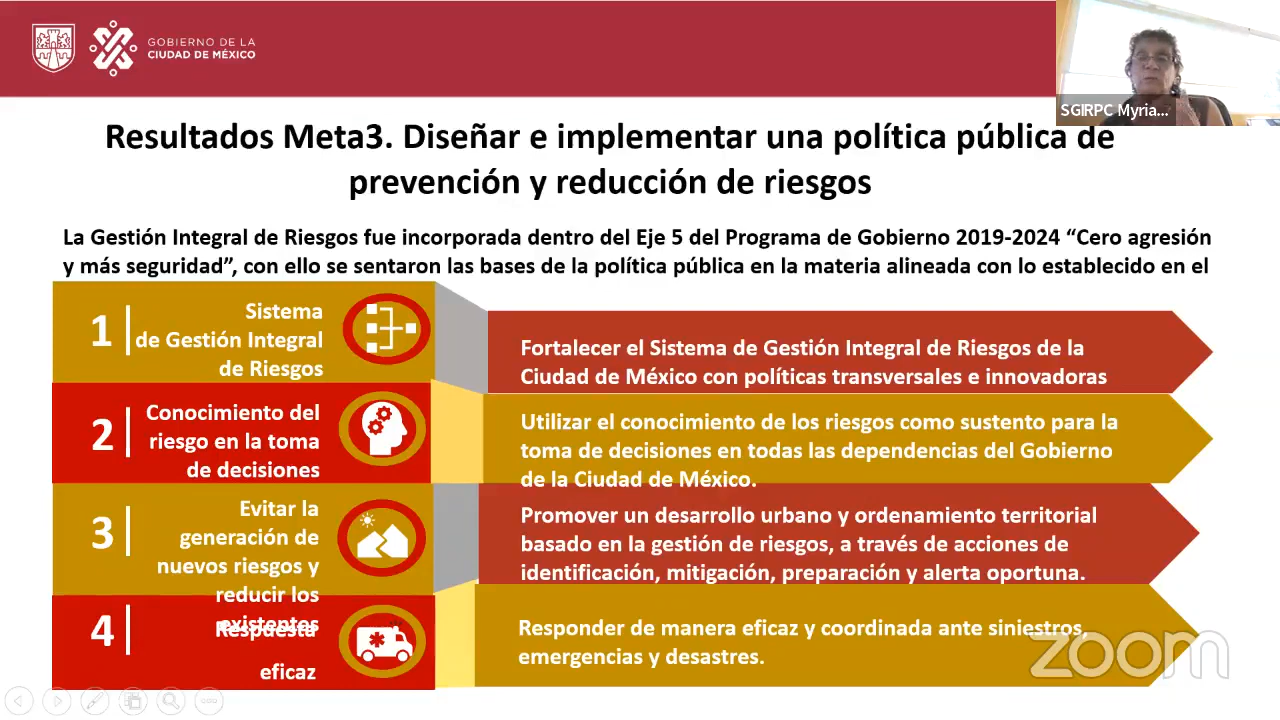 GOBIERNO DE LA
CIUDAD DE MÉXICO
SGIRPC Myria...
Resultados Meta3. Diseñar e implementar una política pública de
prevención y reducción de riesgos
La Gestión Integral de Riesgos fue incorporada dentro del Eje 5 del Programa de Gobierno 2019-2024 “Cero agresión
y más seguridad”, con ello se sentaron las bases de la política pública en la materia alineada con lo establecido en el
1
Sistema
de Gestión Integral
de Riesgos
Fortalecer el Sistema de Gestión Integral de Riesgos de la
Ciudad de México con políticas transversales e innovadoras
2
Conocimiento del
riesgo en la toma
de decisiones
Utilizar el conocimiento de los riesgos como sustento para la
toma de decisiones en todas las dependencias del Gobierno
de la Ciudad de México.
3
Evitar la
generación de
nuevos riesgos y
reducir los
existentes
Promover un desarrollo urbano y ordenamiento territorial
basado en la gestión de riesgos, a través de acciones de
identificación, mitigación, preparación y alerta oportuna.
4
Respuesta
eficaz
Responder de manera eficaz y coordinada ante siniestros,
emergencias y desastres.
zoom